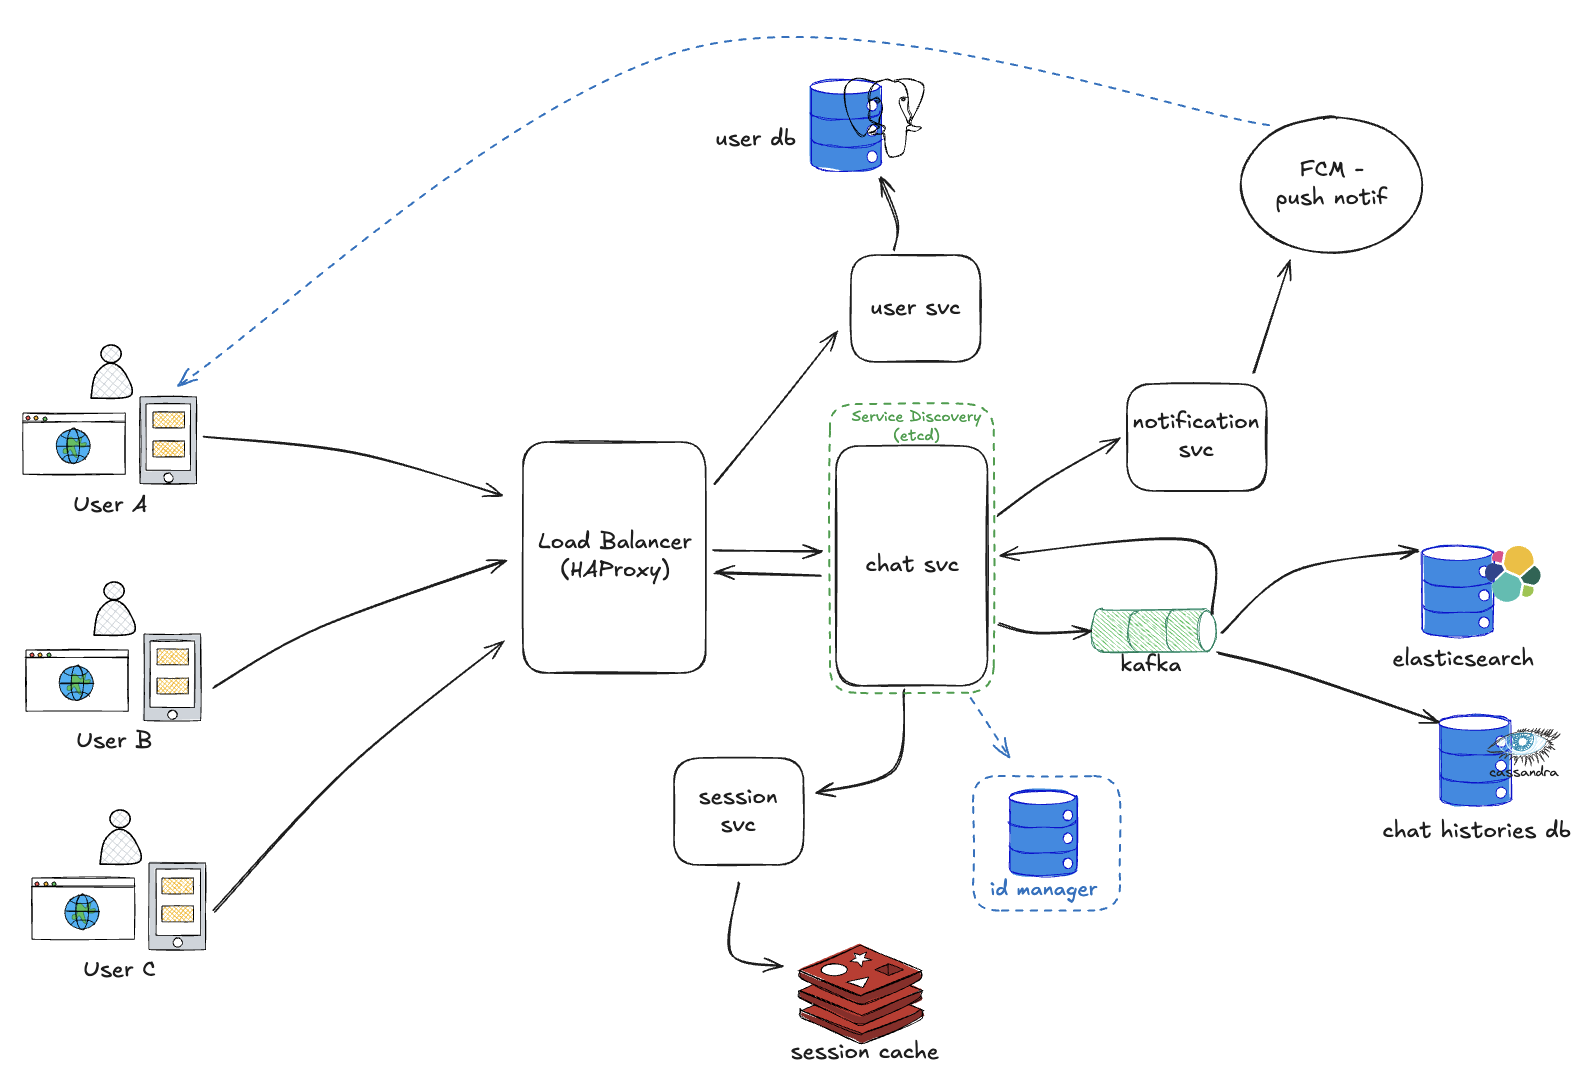 user db
FCM -
push notif
user svc
notification
svc
Service Discovery
(etcd)
User A
Load Balancer
(HAProxy)
chat svc
kafka
elasticsearch
User B
cassandra
chat histories db
session
svc
id manager
User C
session cache